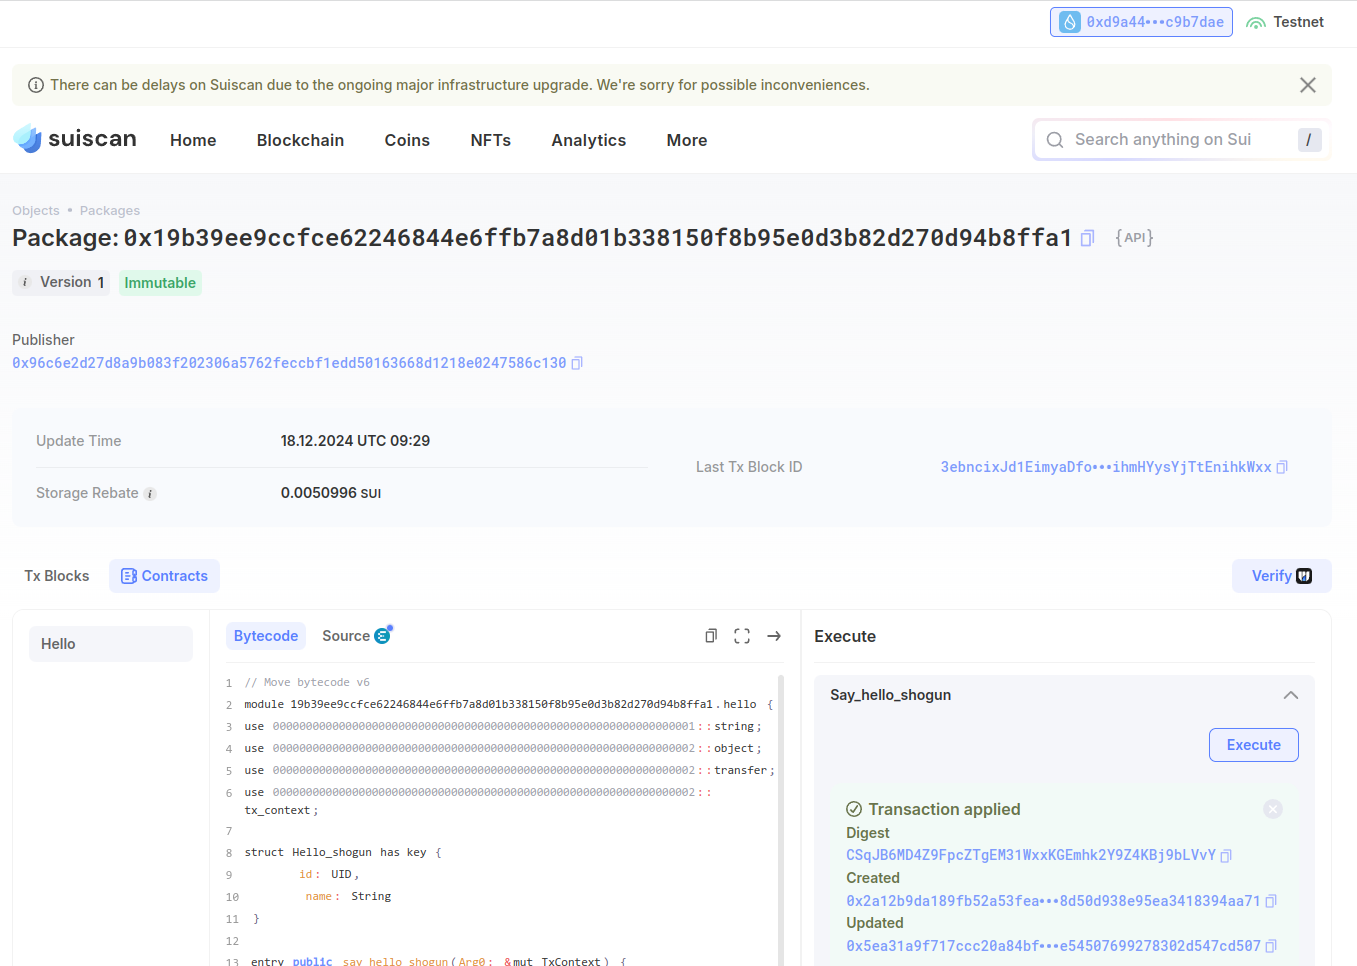 0xd9a44•••c9b7dae Testnet
There can be delays on Suiscan due to the ongoing major infrastructure upgrade. We're sorry for possible inconveniences.
suiscan Home Blockchain Coins NFTs Analytics More Search anything on Sui /
Objects • Packages
Package: 0x19b39ee9ccfce62246844e6ffb7a8d01b338150f8b95e0d3b82d270d94b8ffa1 {API}
i Version 1 Immutable
Publisher
0x96c6e2d27d8a9b083f202306a5762feccbf1edd50163668d1218e0247586c130
Update Time 18.12.2024 UTC 09:29
Last Tx Block ID 3ebncixJd1EimyaDfo•••ihmHYysYjTtEnihkWxx
Storage Rebate i 0.0050996 SUI
Tx Blocks Contracts Verify
Hello
Bytecode Source
1 // Move bytecode v6
2 module 19b39ee9ccfce62246844e6ffb7a8d01b338150f8b95e0d3b82d270d94b8ffa1.hello {
3 use 0000000000000000000000000000000000000000000000000000000000000001::string;
4 use 0000000000000000000000000000000000000000000000000000000000000002::object;
5 use 0000000000000000000000000000000000000000000000000000000000000002::transfer;
6 use 0000000000000000000000000000000000000000000000000000000000000002::
tx_context;
7
8 struct Hello_shogun has key {
9 id: UID,
10 name: String
11 }
12
13 entry public say_hello_shogun(Arg0: &mut TxContext) {
Execute
Say_hello_shogun
Execute
Transaction applied
Digest
CSqJB6MD4Z9FpcZTgEM31WxxKGEmhk2Y9Z4KBj9bLVvY
Created
0x2a12b9da189fb52a53fea•••8d50d938e95ea3418394aa71
Updated
0x5ea31a9f717ccc20a84bf•••e54507699278302d547cd507